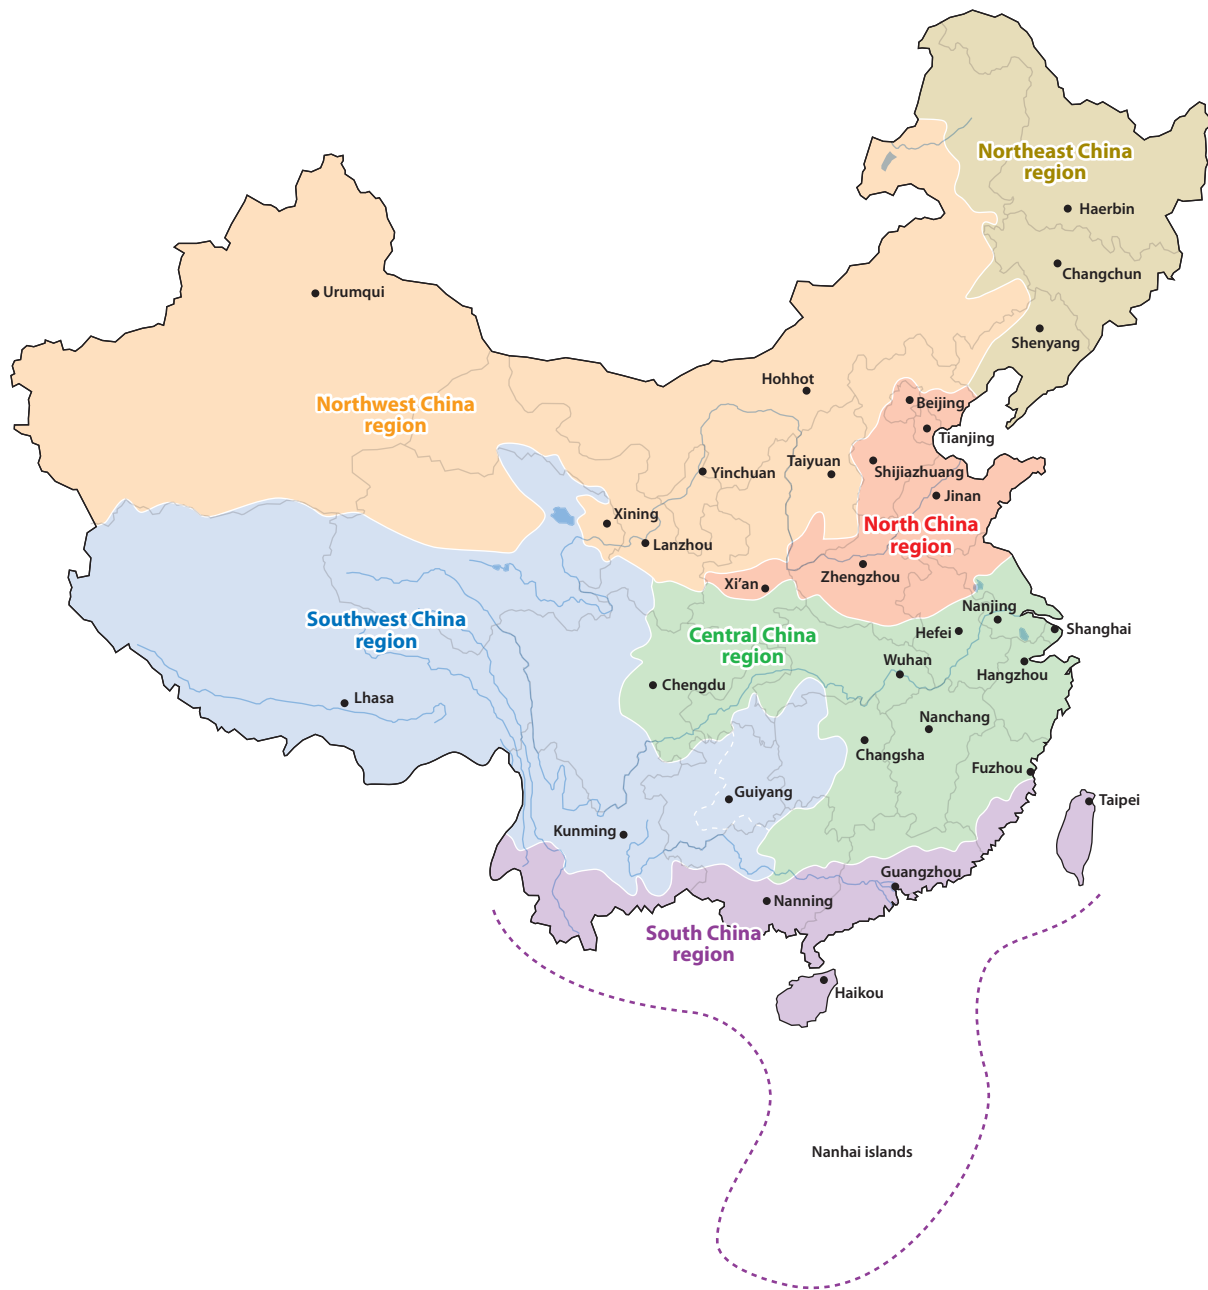 Northeast China
region
Haerbin
Changchun
Urumqui
Shenyang
Hohhot
Northwest China
region
Beijing
Tianjing
Taiyuan
Shijiazhuang
Yinchuan
Jinan
Xining
North China
region
Lanzhou
Zhengzhou
Xi’an
Nanjing
Southwest China
region
Central China
region
Hefei
Shanghai
Wuhan
Hangzhou
Chengdu
Lhasa
Nanchang
Changsha
Fuzhou
Guiyang
Taipei
Kunming
Guangzhou
Nanning
South China
region
Haikou
Nanhai islands